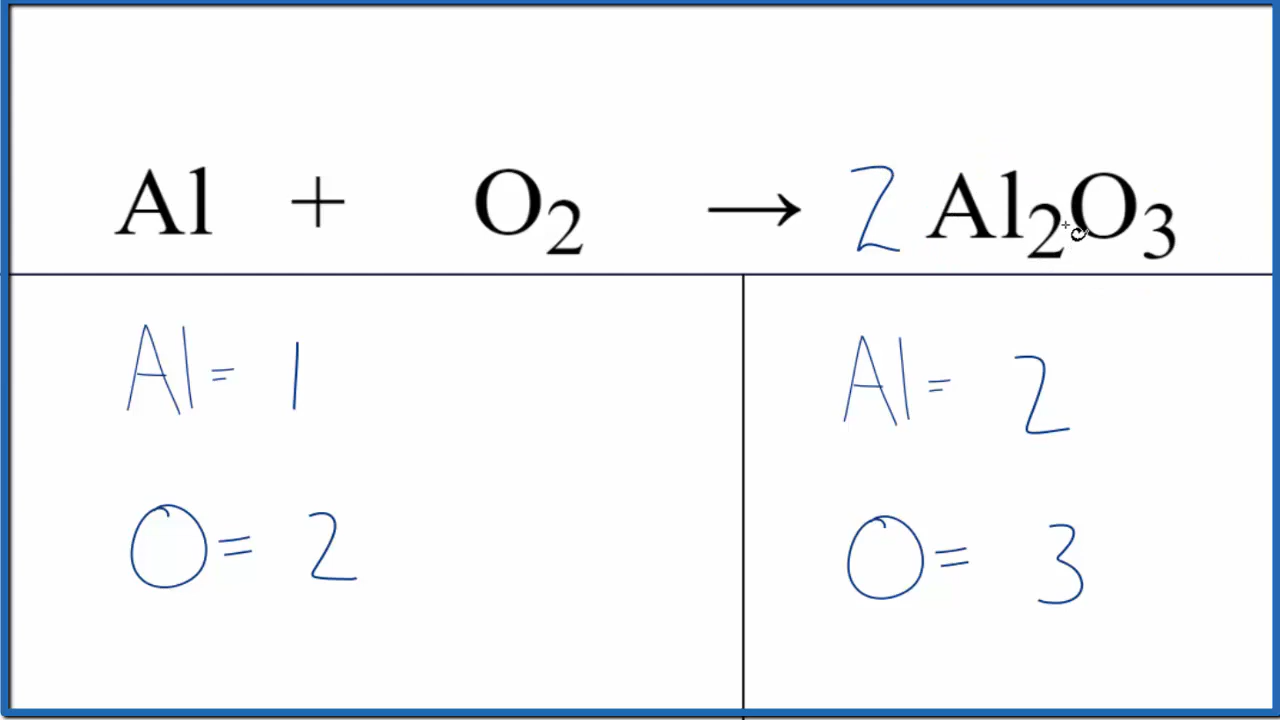 Al + O₂ → 2 Al₂O₃
Al = 1
O = 2
Al = 2
O = 3